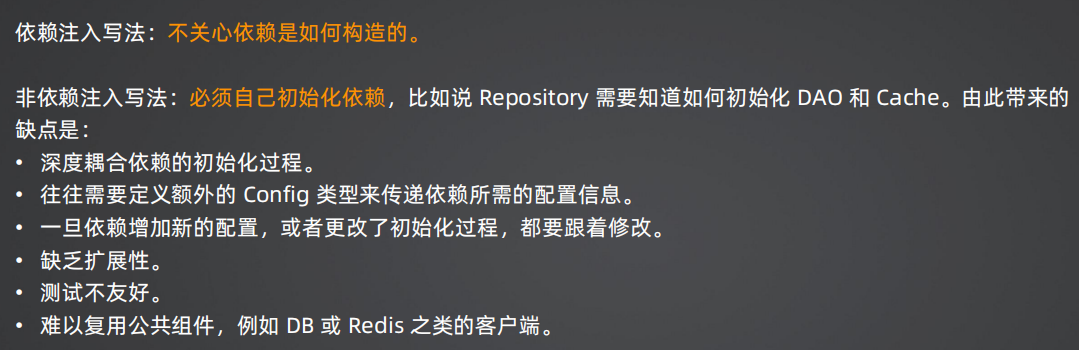 依赖注入写法：不关心依赖是如何构造的。
非依赖注入写法：必须自己初始化依赖，比如说 Repository 需要知道如何初始化 DAO 和 Cache。由此带来的
缺点是：
• 深度耦合依赖的初始化过程。
• 往往需要定义额外的 Config 类型来传递依赖所需的配置信息。
• 一旦依赖增加新的配置，或者更改了初始化过程，都要跟着修改。
• 缺乏扩展性。
• 测试不友好。
• 难以复用公共组件，例如 DB 或 Redis 之类的客户端。